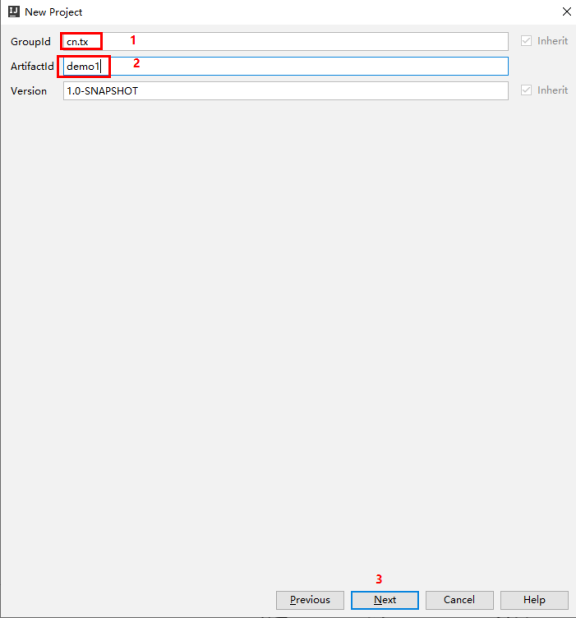 New Project
GroupId cn.tx 1 Inherit
ArtifactId demo1 2
Version 1.0-SNAPSHOT Inherit
3
Previous Next Cancel Help